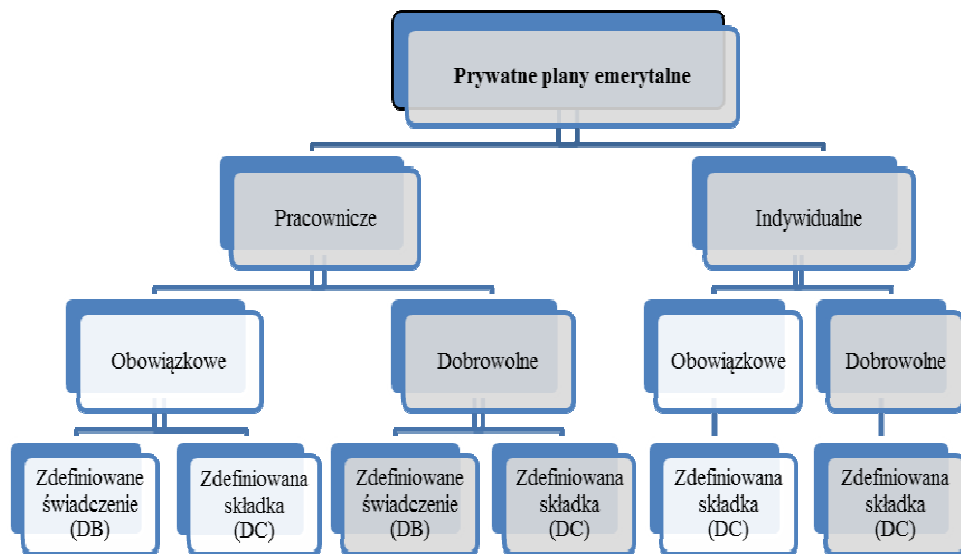 Prywatne plany emerytalne
Pracownicze
Indywidualne
Obowiązkowe
Dobrowolne
Obowiązkowe
Dobrowolne
Zdefiniowane
świadczenie
(DB)
Zdefiniowana
składka
(DC)
Zdefiniowane
świadczenie
(DB)
Zdefiniowana
składka
(DC)
Zdefiniowana
składka
(DC)
Zdefiniowana
składka
(DC)